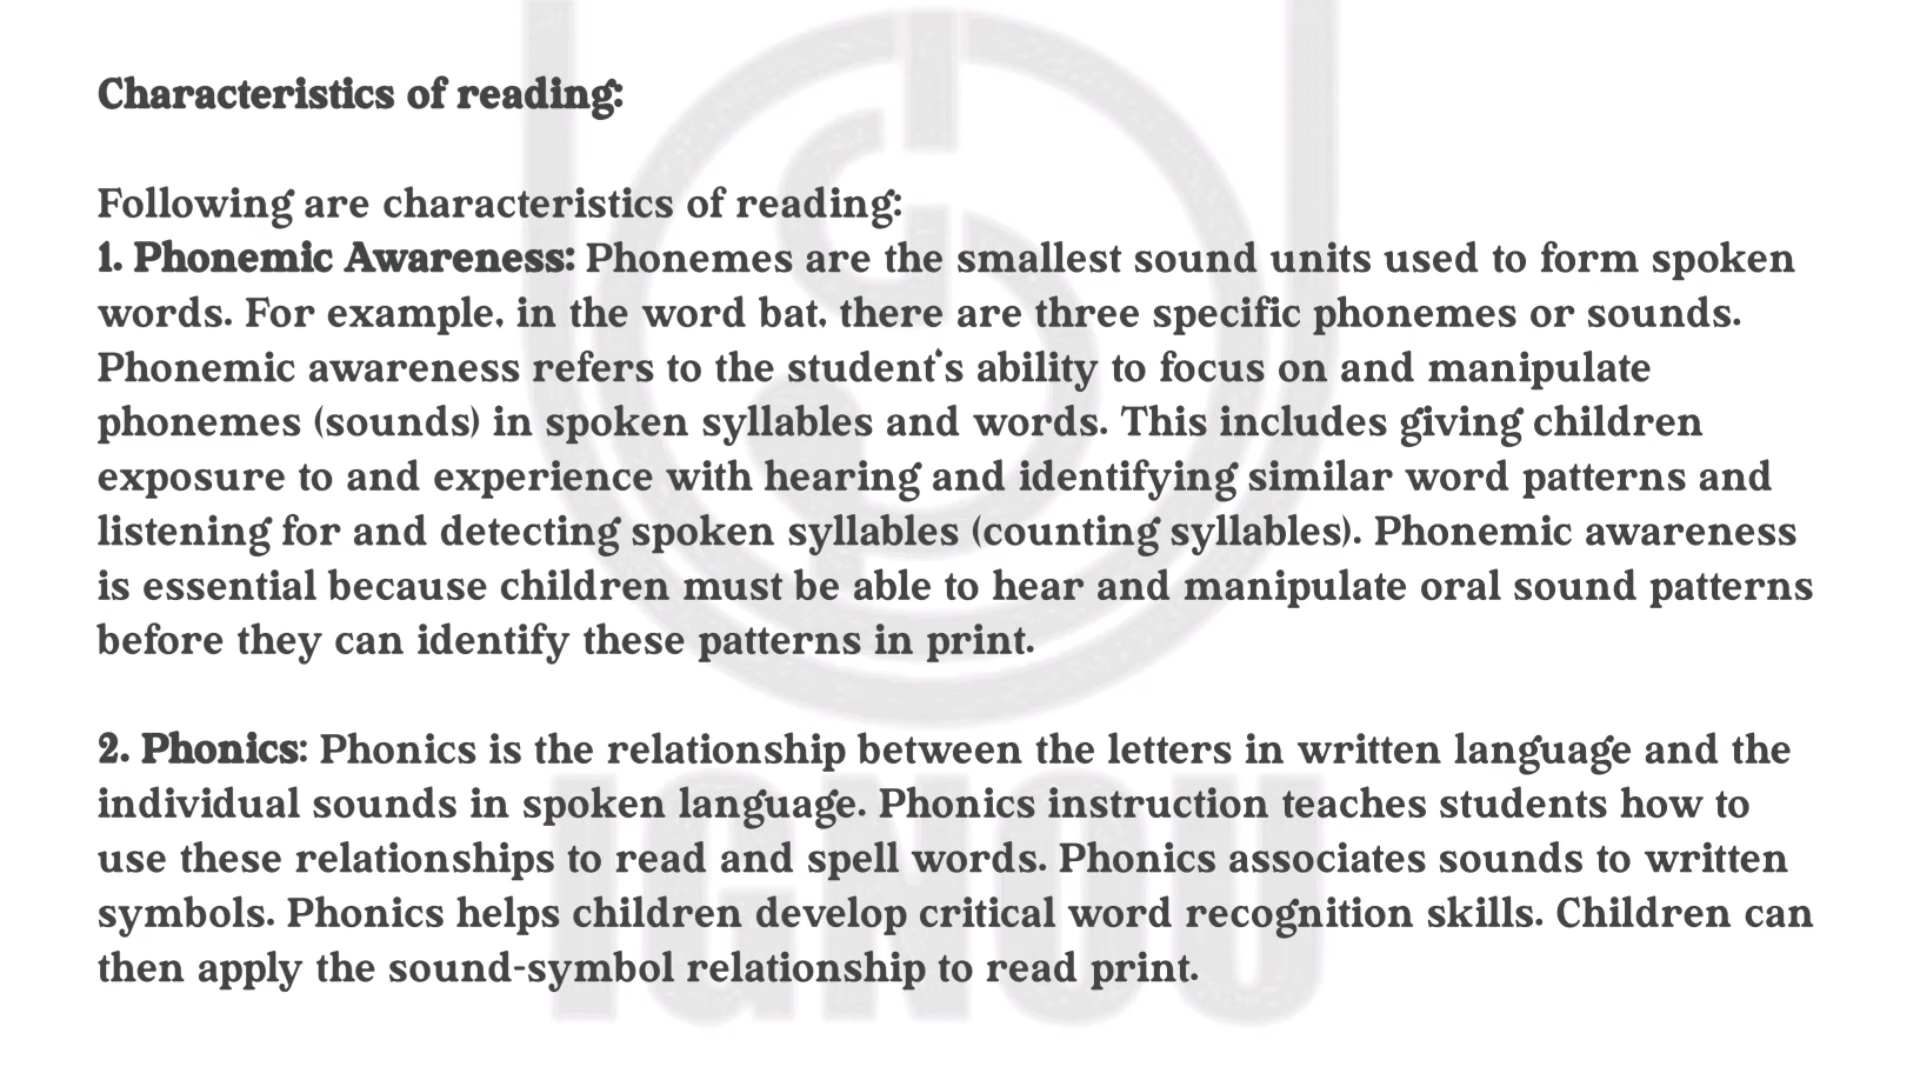 Characteristics of reading:
Following are characteristics of reading:
1. Phonemic Awareness: Phonemes are the smallest sound units used to form spoken
words. For example, in the word bat, there are three specific phonemes or sounds.
Phonemic awareness refers to the student's ability to focus on and manipulate
phonemes (sounds) in spoken syllables and words. This includes giving children
exposure to and experience with hearing and identifying similar word patterns and
listening for and detecting spoken syllables (counting syllables). Phonemic awareness
is essential because children must be able to hear and manipulate oral sound patterns
before they can identify these patterns in print.
2. Phonics: Phonics is the relationship between the letters in written language and the
individual sounds in spoken language. Phonics instruction teaches students how to
use these relationships to read and spell words. Phonics associates sounds to written
symbols. Phonics helps children develop critical word recognition skills. Children can
then apply the sound-symbol relationship to read print.
IGNOU